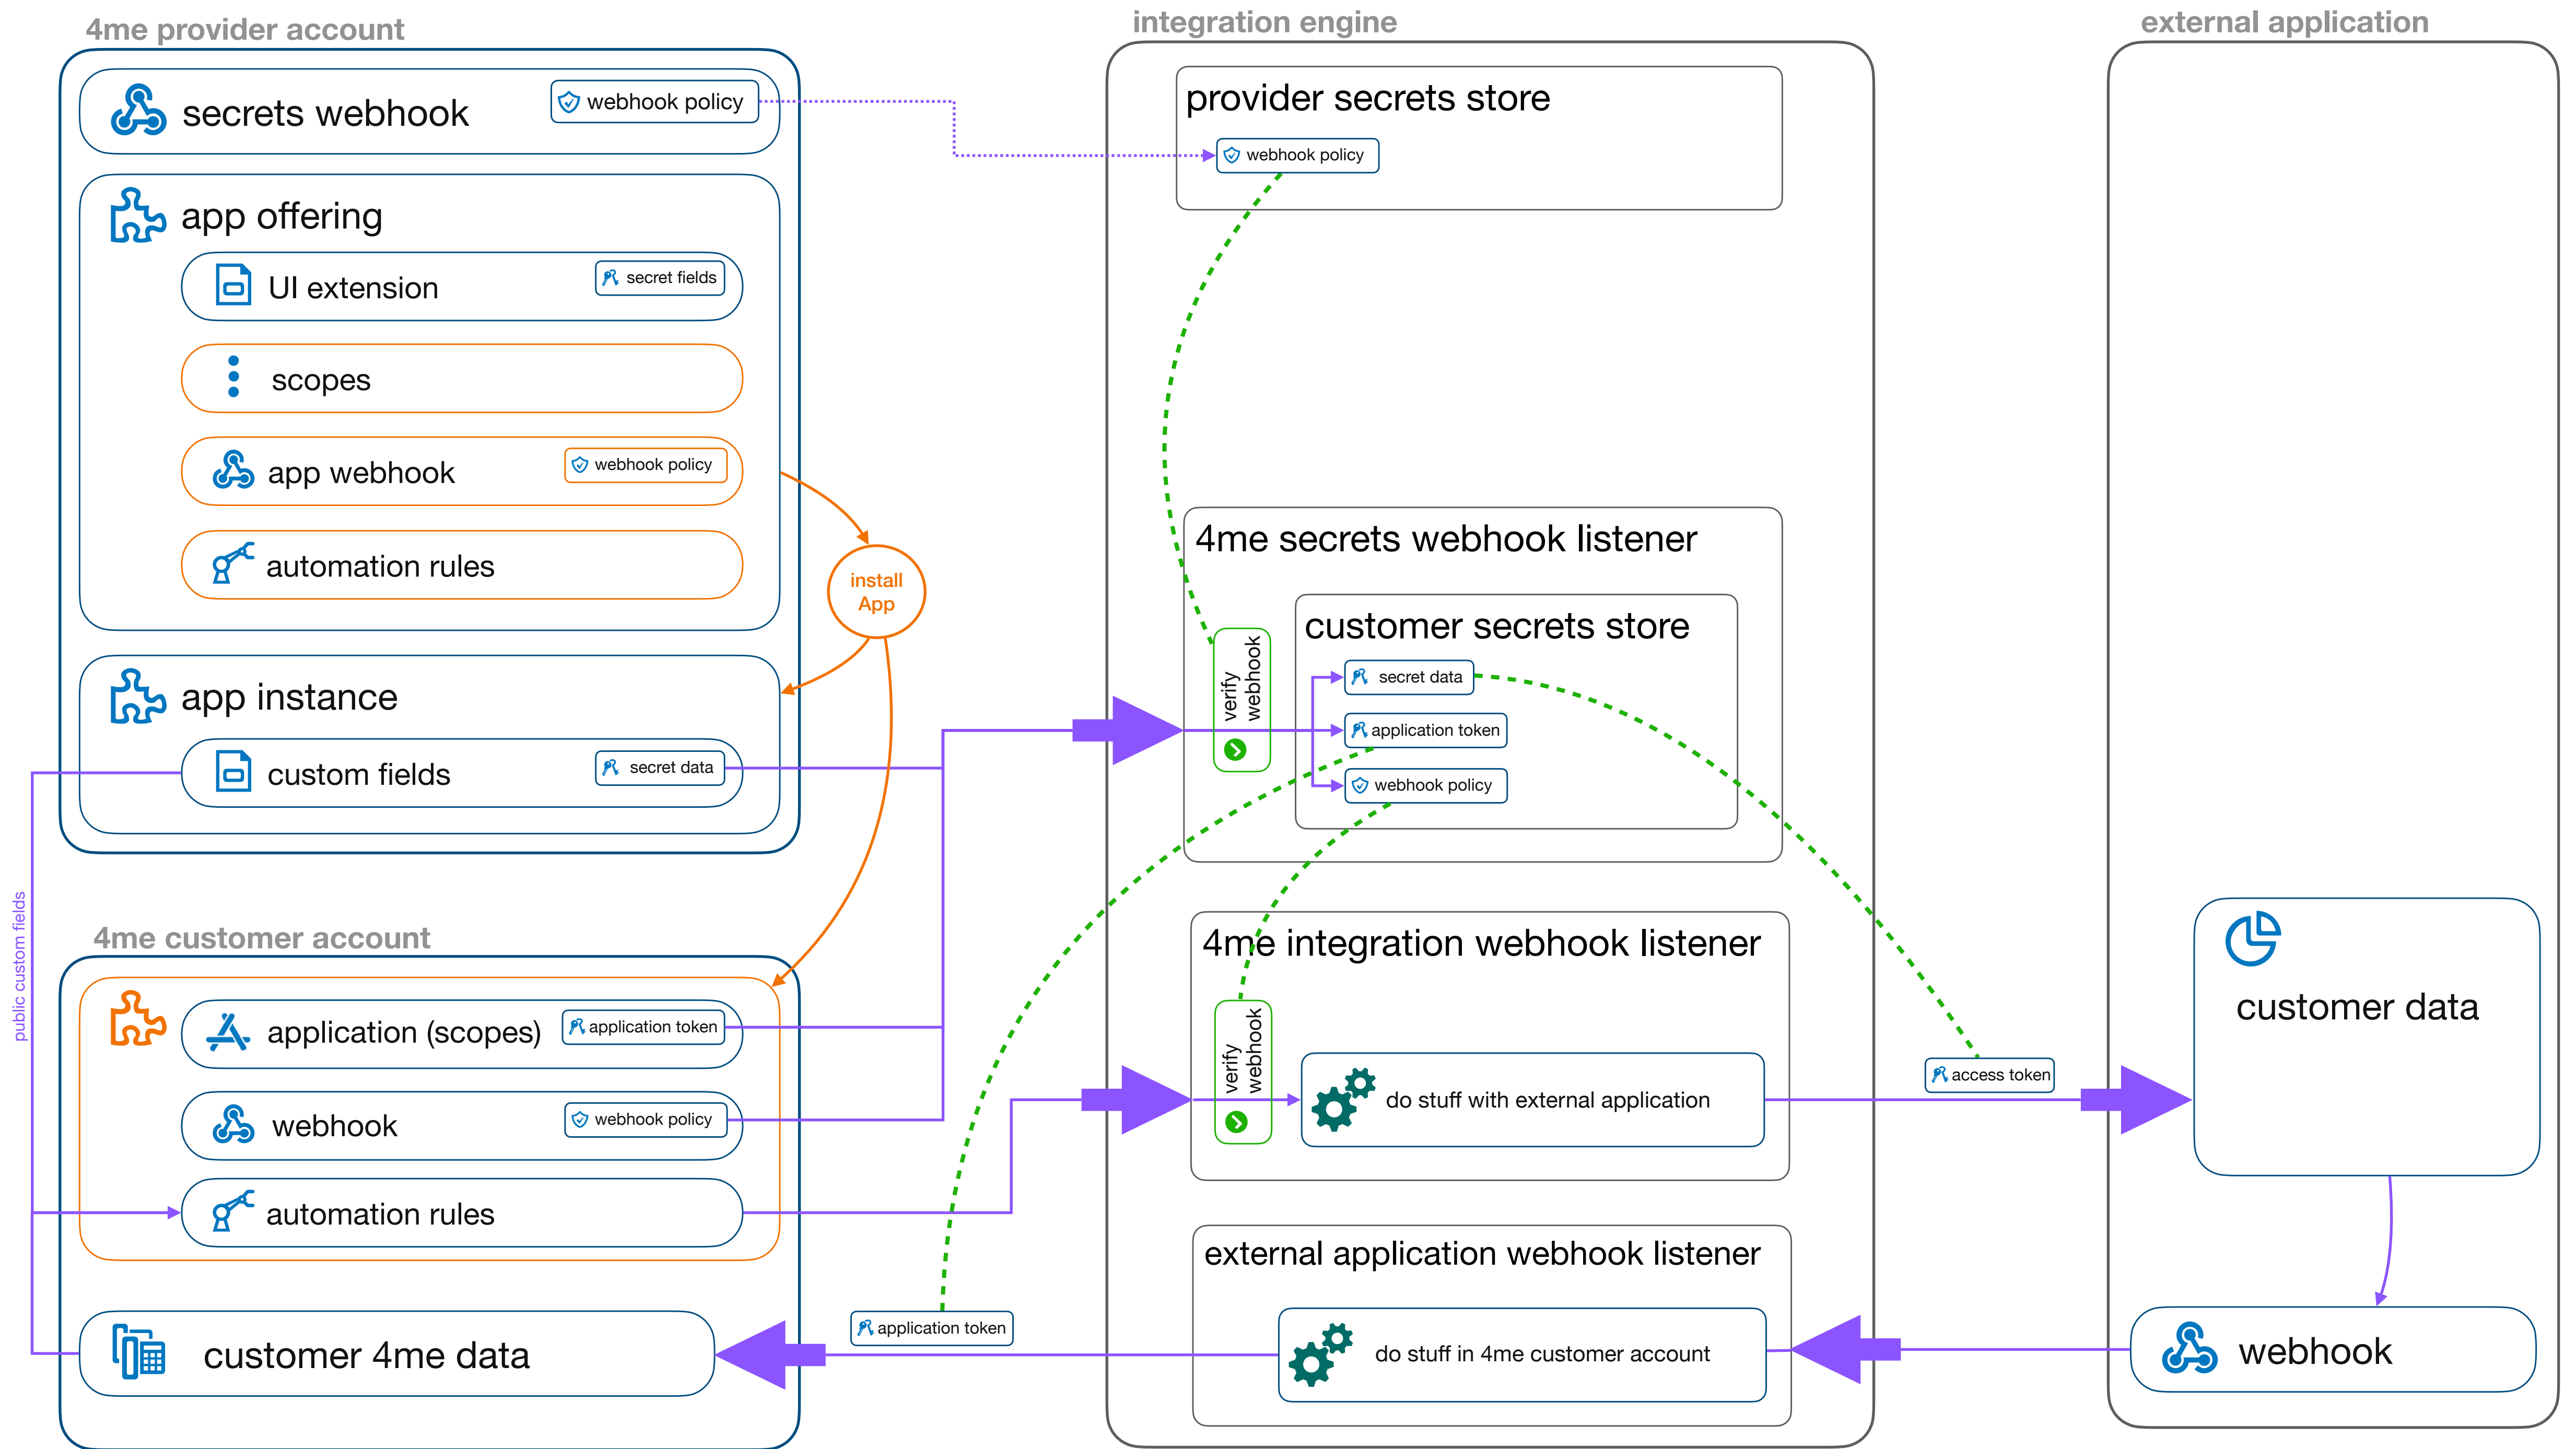 4me provider account
secrets webhook
webhook policy
app offering
UI extension
secret fields
scopes
app webhook
webhook policy
automation rules
install
App
app instance
custom fields
secret data
public custom fields
4me customer account
application (scopes)
application token
webhook
webhook policy
automation rules
customer 4me data
application token
integration engine
provider secrets store
webhook policy
4me secrets webhook listener
verify
webhook
customer secrets store
secret data
application token
webhook policy
4me integration webhook listener
verify
webhook
do stuff with external application
external application webhook listener
do stuff in 4me customer account
access token
external application
customer data
webhook